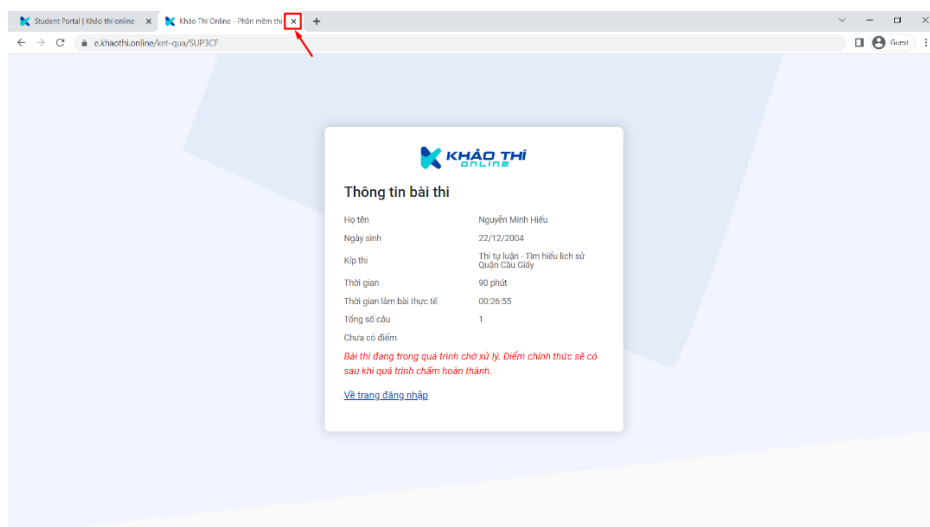 Student Portal | Khảo thí online
Khảo Thí Online - Phần mềm thi
e.khaothi.online/ket-qua/SUP3CF
Guest
KHẢO THÍ
ONLINE
Thông tin bài thi
Họ tên Nguyễn Minh Hiếu
Ngày sinh 22/12/2004
Kíp thi Thi tự luận - Tìm hiểu lịch sử
Quận Cầu Giấy
Thời gian 90 phút
Thời gian làm bài thực tế 00:26:55
Tổng số câu 1
Chưa có điểm
Bài thi đang trong quá trình chờ xử lý. Điểm chính thức sẽ có
sau khi quá trình chấm hoàn thành.
Về trang đăng nhập